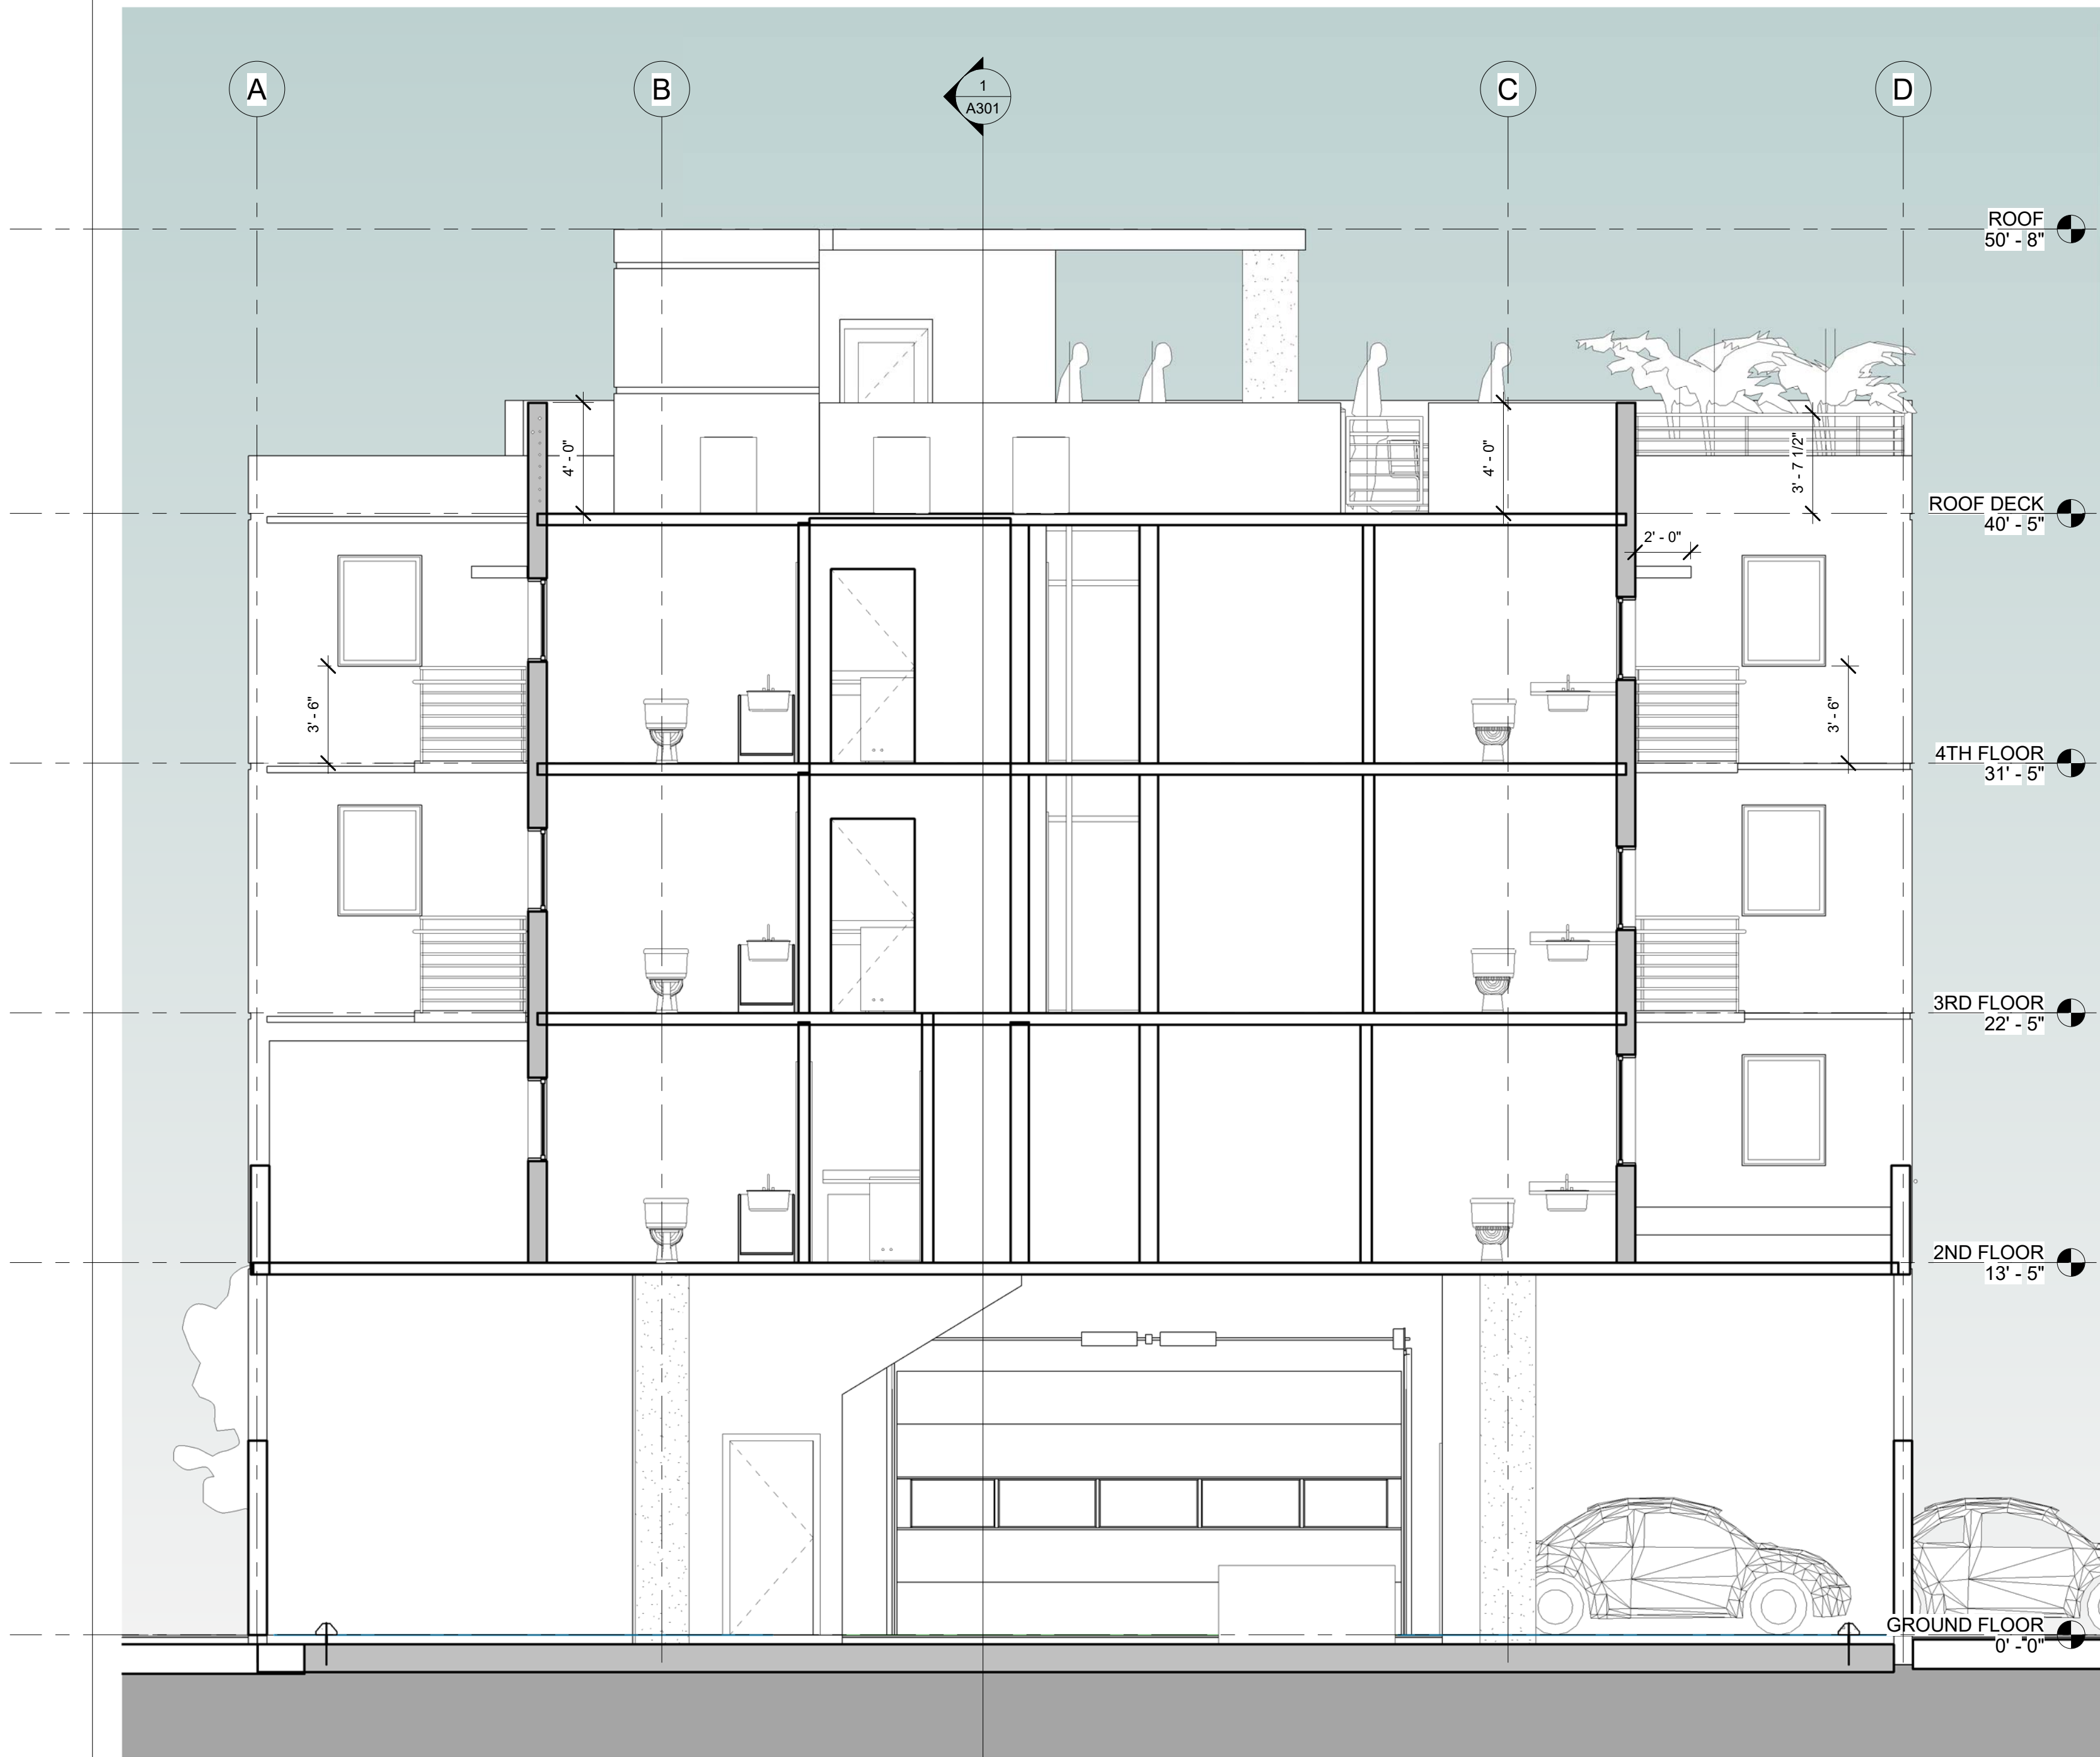 A
B
1
A301
C
D
ROOF
50' - 8"
4' - 0"
4' - 0"
3' - 7 1/2"
ROOF DECK
40' - 5"
2' - 0"
3' - 6"
3' - 6"
4TH FLOOR
31' - 5"
3RD FLOOR
22' - 5"
2ND FLOOR
13' - 5"
GROUND FLOOR
0' - 0"